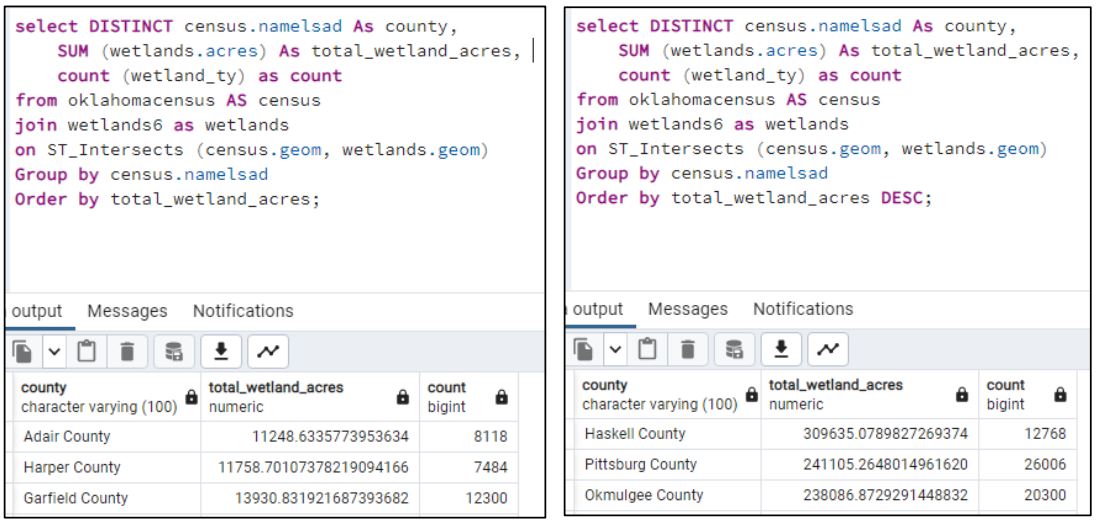 select DISTINCT census.namelsad As county,
SUM (wetlands.acres) As total_wetland_acres,
count (wetland_ty) as count
from oklahomacensus AS census
join wetlands6 as wetlands
on ST_Intersects (census.geom, wetlands.geom)
Group by census.namelsad
Order by total_wetland_acres;
output Messages Notifications
county total_wetland_acres count
character varying (100) numeric bigint
Adair County 11248.6335773953634 8118
Harper County 11758.70107378219094166 7484
Garfield County 13930.831921687393682 12300
select DISTINCT census.namelsad As county,
SUM (wetlands.acres) As total_wetland_acres,
count (wetland_ty) as count
from oklahomacensus AS census
join wetlands6 as wetlands
on ST_Intersects (census.geom, wetlands.geom)
Group by census.namelsad
Order by total_wetland_acres DESC;
output Messages Notifications
county total_wetland_acres count
character varying (100) numeric bigint
Haskell County 309635.0789827269374 12768
Pittsburg County 241105.2648014961620 26006
Okmulgee County 238086.8729291448832 20300